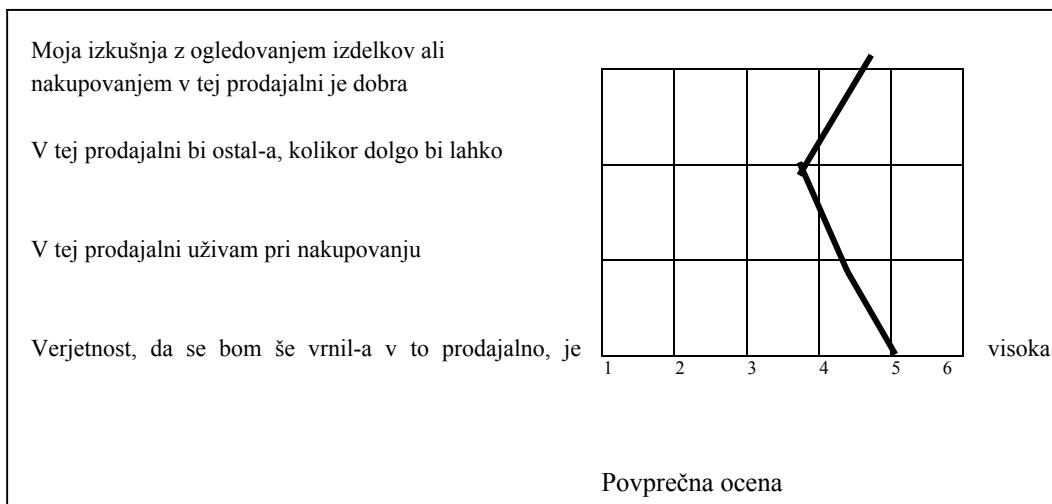 Moja izkušnja z ogledovanjem izdelkov ali
nakupovanjem v tej prodajalni je dobra
V tej prodajalni bi ostal-a, kolikor dolgo bi lahko
V tej prodajalni uživam pri nakupovanju
Verjetnost, da se bom še vrnil-a v to prodajalno, je visoka
1 2 3 4 5 6
Povprečna ocena